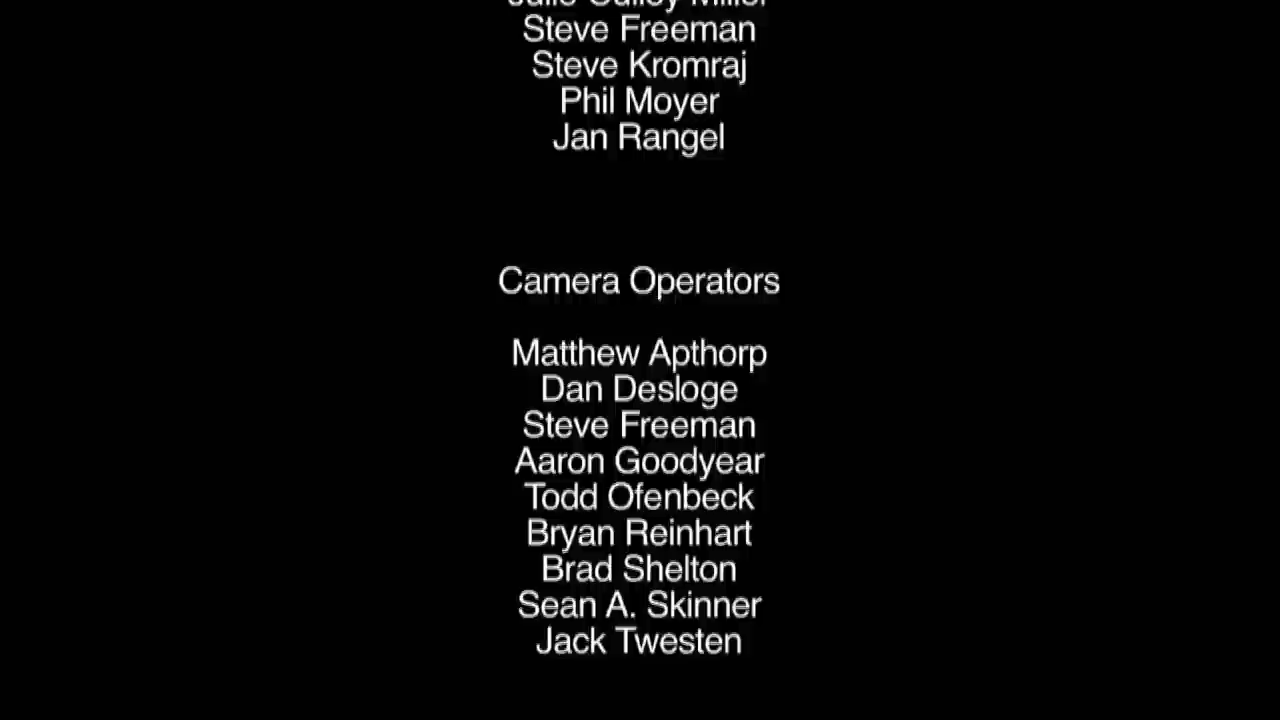 Miller
Steve Freeman
Steve Kromraj
Phil Moyer
Jan Rangel
Camera Operators
Matthew Apthorp
Dan Desloge
Steve Freeman
Aaron Goodyear
Todd Ofenbeck
Bryan Reinhart
Brad Shelton
Sean A. Skinner
Jack Twesten